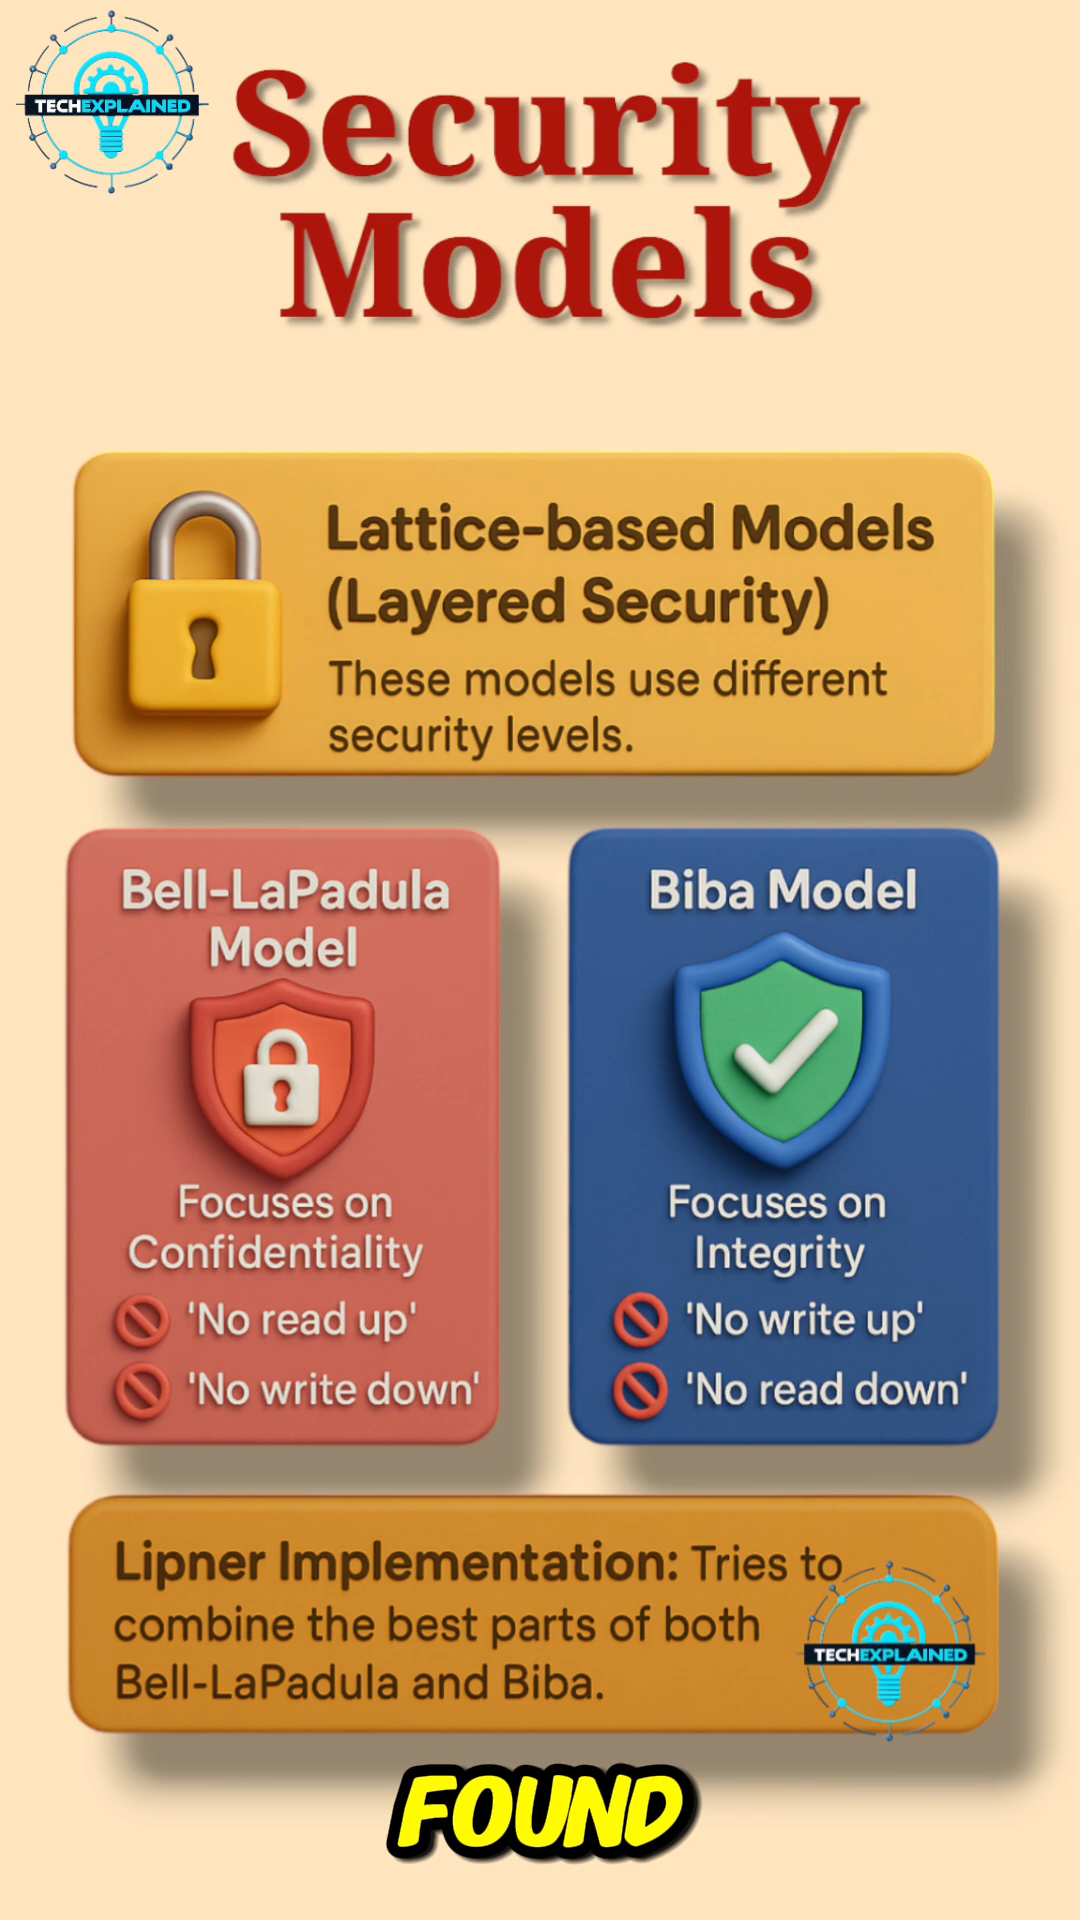 TECHEXPLAINED
Security
Models
Lattice-based Models
(Layered Security)
These models use different
security levels.
Bell-LaPadula
Model
Focuses on
Confidentiality
'No read up'
'No write down'
Biba Model
Focuses on
Integrity
'No write up'
'No read down'
Lipner Implementation: Tries to
combine the best parts of both
Bell-LaPadula and Biba.
TECHEXPLAINED
FOUND